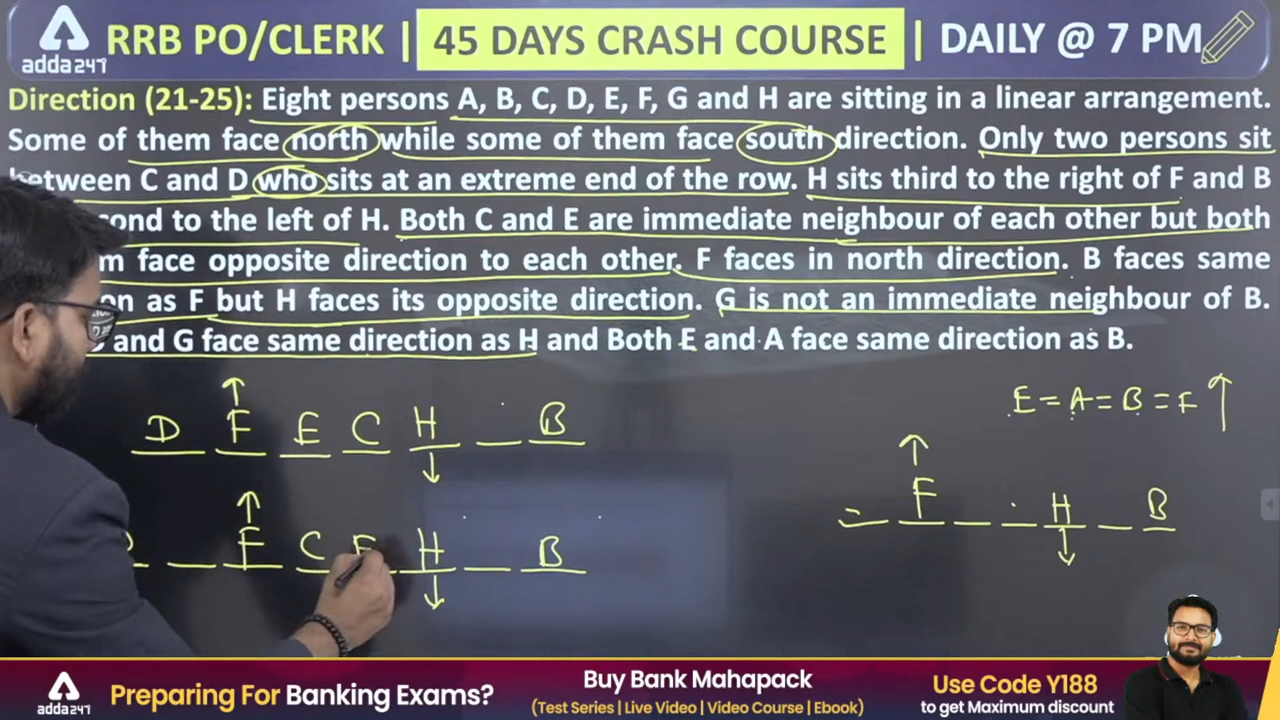 adda247
RRB PO/CLERK | 45 DAYS CRASH COURSE | DAILY @ 7 PM
Direction (21-25): Eight persons A, B, C, D, E, F, G and H are sitting in a linear arrangement.
Some of them face north while some of them face south direction. Only two persons sit
between C and D who sits at an extreme end of the row. H sits third to the right of F and B
to the left of H. Both C and E are immediate neighbour of each other but both
face opposite direction to each other. F faces in north direction. B faces same
as F but H faces its opposite direction. G is not an immediate neighbour of B.
and G face same direction as H and Both E and A face same direction as B.
E = A = B = F
D F E C H B
F H B
F C E H B
adda247
Preparing For Banking Exams?
Buy Bank Mahapack
(Test Series | Live Video | Video Course | Ebook)
Use Code Y188
to get Maximum discount